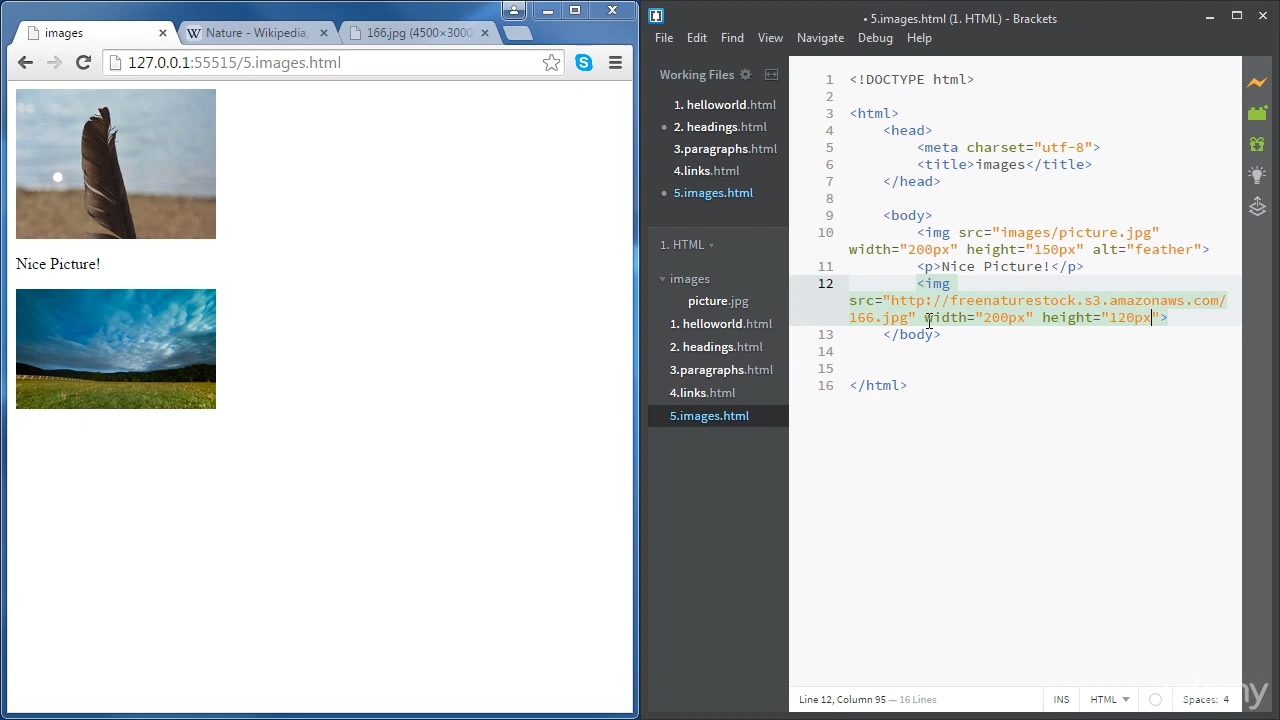 images
Nature - Wikipedia,
166.jpg (4500×3000
127.0.0.1:55515/5.images.html
Nice Picture!
• 5.images.html (1. HTML) - Brackets
File Edit Find View Navigate Debug Help
Working Files
1. helloworld.html
2. headings.html
3.paragraphs.html
4.links.html
5.images.html
1. HTML
images
picture.jpg
1. helloworld.html
2. headings.html
3.paragraphs.html
4.links.html
5.images.html
1 <!DOCTYPE html>
2
3 <html>
4 <head>
5 <meta charset="utf-8">
6 <title>images</title>
7 </head>
8
9 <body>
10 <img src="images/picture.jpg"
width="200px" height="150px" alt="feather">
11 <p>Nice Picture!</p>
12 <img
src="http://freenaturestock.s3.amazonaws.com/
166.jpg" width="200px" height="120px">
13 </body>
14
15
16 </html>
Line 12, Column 95 — 16 Lines
INS HTML Spaces: 4